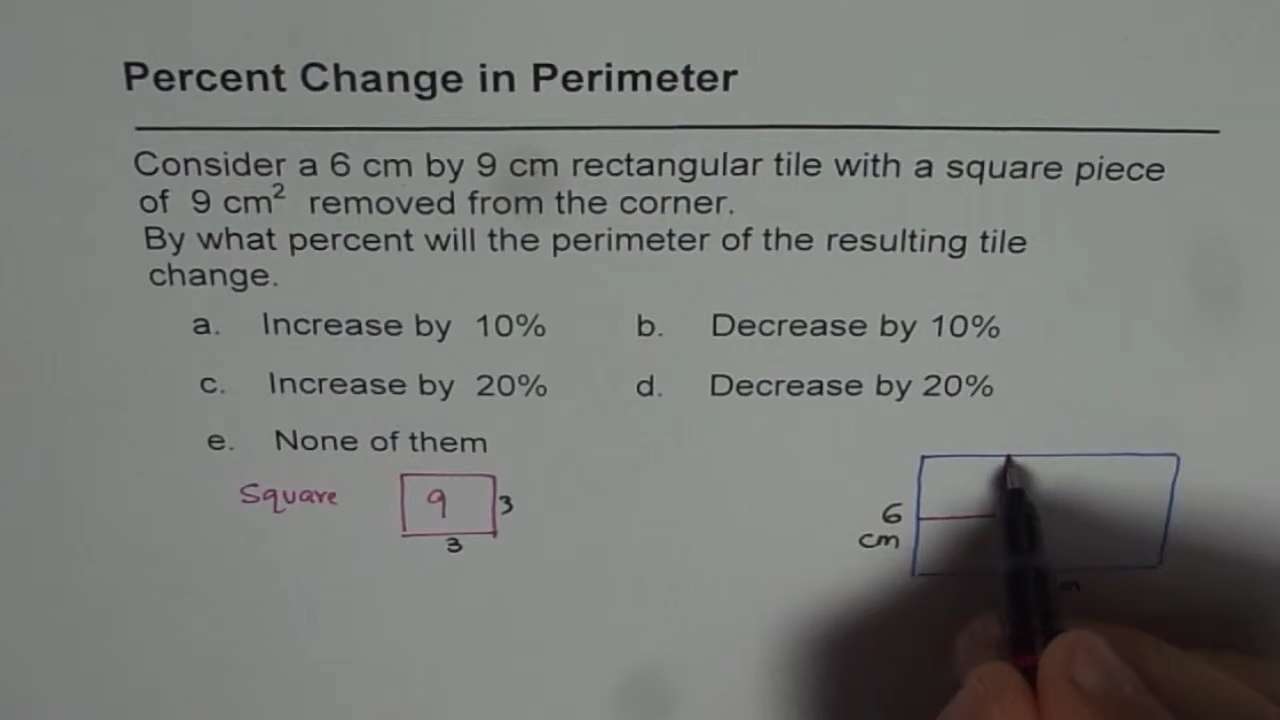 Percent Change in Perimeter
Consider a 6 cm by 9 cm rectangular tile with a square piece
of 9 cm² removed from the corner.
By what percent will the perimeter of the resulting tile
change.
a. Increase by 10% b. Decrease by 10%
c. Increase by 20% d. Decrease by 20%
e. None of them
Square 9 3
3
6
cm